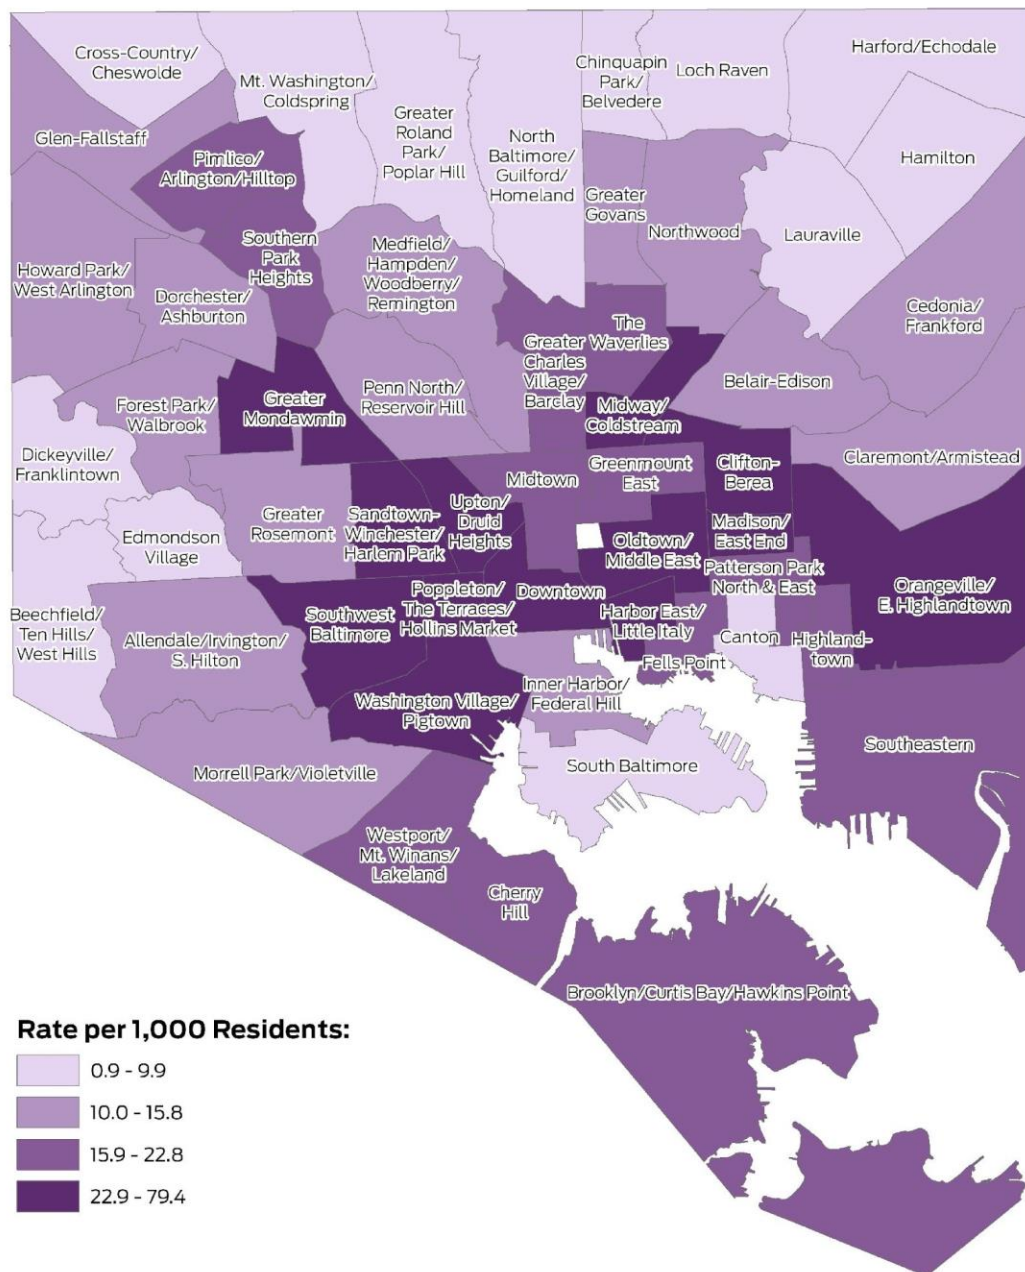 Cross-Country/
Cheswolde
Mt. Washington/
Coldspring
Greater
Roland
Park/
Poplar Hill
North
Baltimore/
Guilford/
Homeland
Chinquapin
Park/
Belvedere
Loch Raven
Harford/Echodale
Glen-Fallstaff
Pimlico/
Arlington/Hilltop
Hamilton
Greater
Govans
Northwood
Lauraville
Howard Park/
West Arlington
Dorchester/
Ashburton
Southern
Park
Heights
Medfield/
Hampden/
Woodberry/
Remington
Cedonia/
Frankford
The
Waverlies
Greater
Charles
Village/
Barclay
Belair-Edison
Forest Park/
Walbrook
Greater
Mondawmin
Penn North/
Reservoir Hill
Midway/
Coldstream
Dickeyville/
Franklintown
Claremont/Armistead
Midtown
Greenmount
East
Clifton-
Berea
Edmondson
Village
Greater
Rosemont
Sandtown-
Winchester/
Harlem Park
Upton/
Druid
Heights
Oldtown/
Middle East
Madison/
East End
Patterson Park
North & East
Orangeville/
E. Highlandtown
Beechfield/
Ten Hills/
West Hills
Allendale/Irvington/
S. Hilton
Southwest
Baltimore
Poppleton/
The Terraces/
Hollins Market
Downtown
Harbor East/
Little Italy
Canton
Highland-
town
Fells Point
Inner Harbor/
Federal Hill
Washington Village/
Pigtown
Southeastern
Morrell Park/Violetville
South Baltimore
Westport/
Mt. Winans/
Lakeland
Cherry
Hill
Brooklyn/Curtis Bay/Hawkins Point
Rate per 1,000 Residents:
0.9 - 9.9
10.0 - 15.8
15.9 - 22.8
22.9 - 79.4